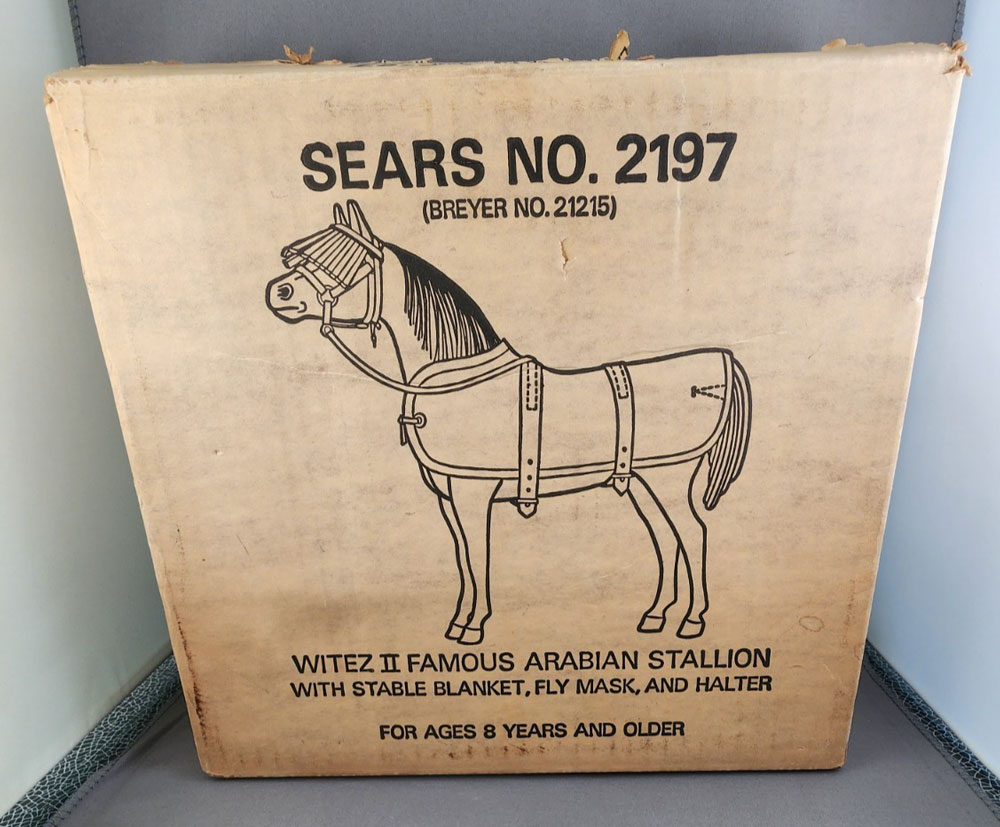 SEARS NO. 2197
(BREYER NO. 21215)
WITEZ II FAMOUS ARABIAN STALLION
WITH STABLE BLANKET, FLY MASK, AND HALTER
FOR AGES 8 YEARS AND OLDER